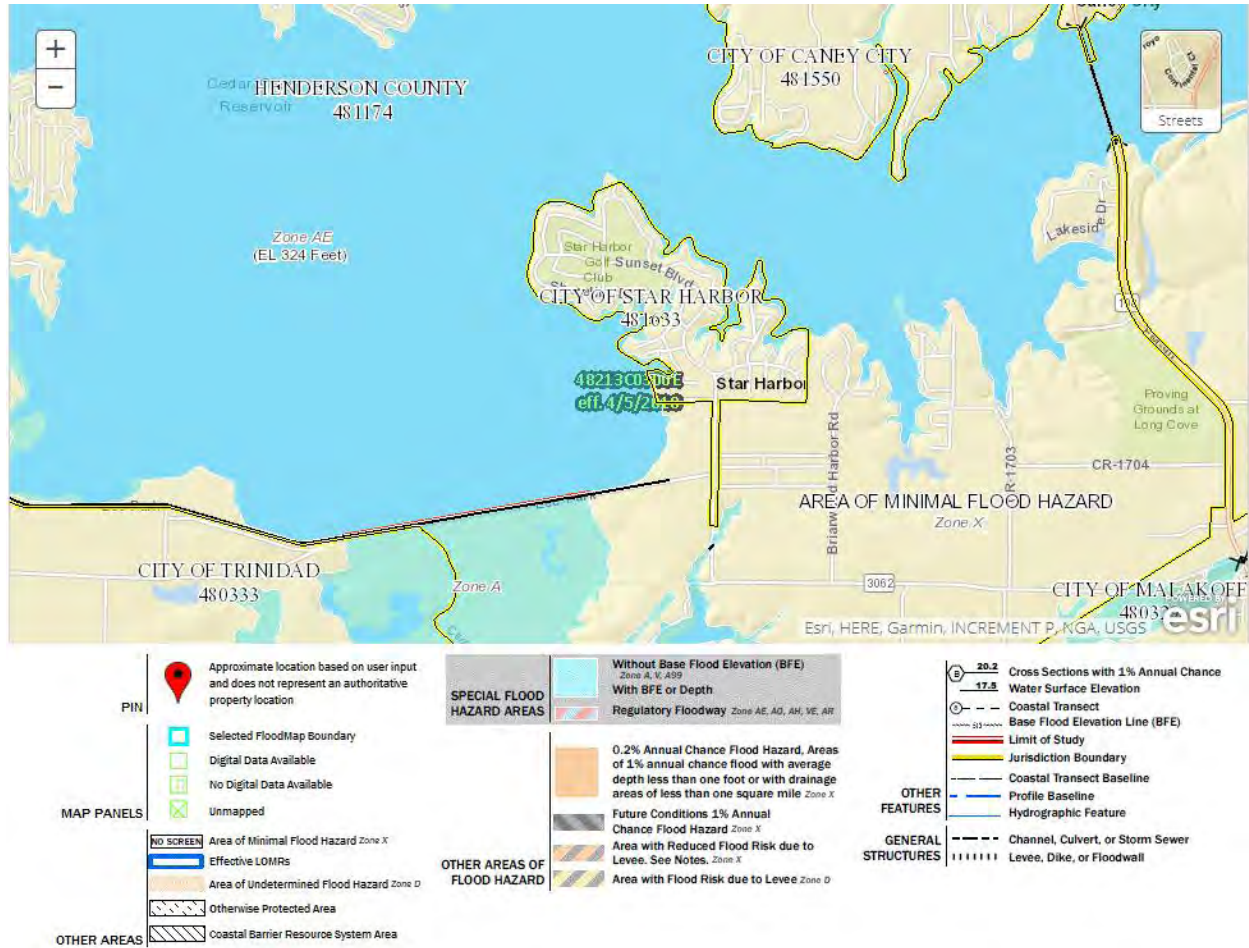 +
−
CITY OF CANEY CITY
481550
Streets
Cedar
Reservoir
HENDERSON COUNTY
481174
Zone AE
(EL 324 Feet)
Lakeside Dr
Star Harbor
Golf
Club
Sunset Blvd
CITY OF STAR HARBOR
481033
eff. 4/5/2010
Star Harbor
Proving
Grounds at
Long Cove
CR-1704
CR-1703
Briarwood Harbor Rd
AREA OF MINIMAL FLOOD HAZARD
Zone X
CITY OF TRINIDAD
480333
Zone A
3062
CITY OF MALAKOFF
POWERED BY
esri
Esri, HERE, Garmin, INCREMENT P, NGA, USGS
PIN
Approximate location based on user input
and does not represent an authoritative
property location
MAP PANELS
Selected FloodMap Boundary
Digital Data Available
No Digital Data Available
Unmapped
OTHER AREAS
NO SCREEN Area of Minimal Flood Hazard Zone X
Effective LOMRs
Area of Undetermined Flood Hazard Zone D
Otherwise Protected Area
Coastal Barrier Resource System Area
SPECIAL FLOOD
HAZARD AREAS
Without Base Flood Elevation (BFE)
Zone A, V, A99
With BFE or Depth
Regulatory Floodway Zone AE, AO, AH, VE, AR
OTHER AREAS OF
FLOOD HAZARD
0.2% Annual Chance Flood Hazard, Areas
of 1% annual chance flood with average
depth less than one foot or with drainage
areas of less than one square mile Zone X
Future Conditions 1% Annual
Chance Flood Hazard Zone X
Area with Reduced Flood Risk due to
Levee. See Notes. Zone X
Area with Flood Risk due to Levee Zone D
OTHER
FEATURES
B 20.2 Cross Sections with 1% Annual Chance
17.5 Water Surface Elevation
8 Coastal Transect
Base Flood Elevation Line (BFE)
Limit of Study
Jurisdiction Boundary
Coastal Transect Baseline
Profile Baseline
Hydrographic Feature
GENERAL
STRUCTURES
Channel, Culvert, or Storm Sewer
Levee, Dike, or Floodwall